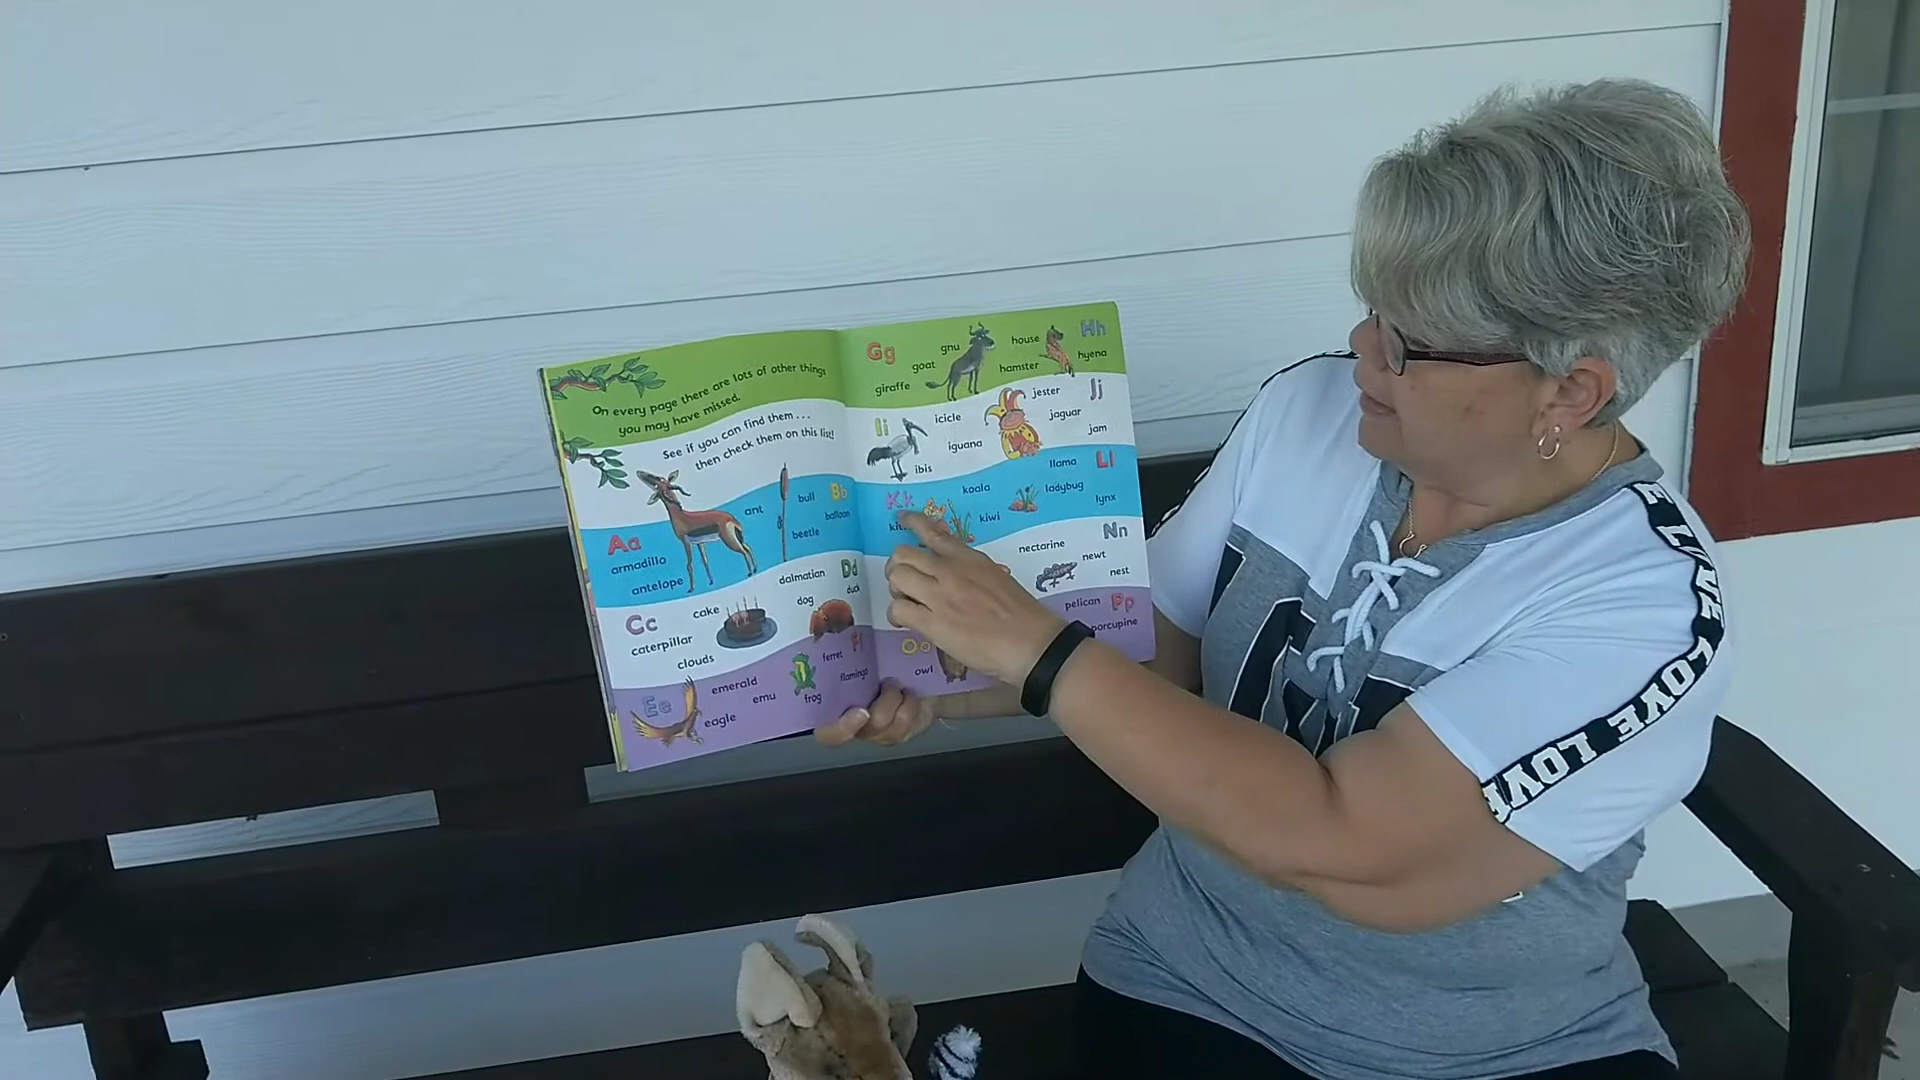 On every page there are lots of other things
you may have missed.
See if you can find them ...
then check them on this list!
Aa
armadillo
antelope
ant
Bb
bull
balloon
beetle
Cc
cake
caterpillar
clouds
Dd
dalmatian
dog
duck
Ee
emerald
emu
eagle
Ff
ferret
flamingo
frog
Gg
gnu
goat
giraffe
Hh
house
hyena
hamster
Ii
icicle
iguana
ibis
Jj
jester
jaguar
jam
Kk
koala
kiwi
Ll
llama
ladybug
lynx
Nn
nectarine
newt
nest
Oo
owl
Pp
pelican
porcupine
LOVE LOVE LOVE